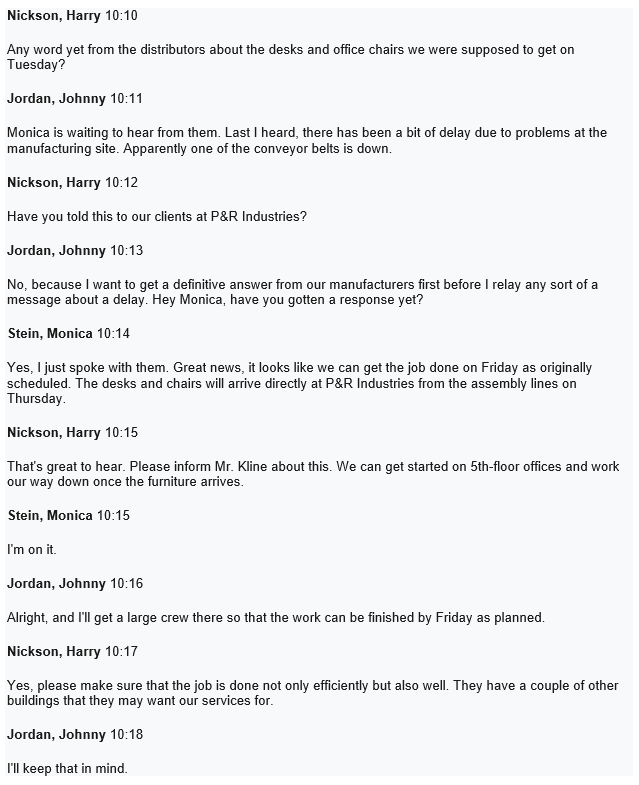 Nickson, Harry 10:10
Any word yet from the distributors about the desks and office chairs we were supposed to get on
Tuesday?
Jordan, Johnny 10:11
Monica is waiting to hear from them. Last I heard, there has been a bit of delay due to problems at the
manufacturing site. Apparently one of the conveyor belts is down.
Nickson, Harry 10:12
Have you told this to our clients at P&R Industries?
Jordan, Johnny 10:13
No, because I want to get a definitive answer from our manufacturers first before I relay any sort of a
message about a delay. Hey Monica, have you gotten a response yet?
Stein, Monica 10:14
Yes, I just spoke with them. Great news, it looks like we can get the job done on Friday as originally
scheduled. The desks and chairs will arrive directly at P&R Industries from the assembly lines on
Thursday.
Nickson, Harry 10:15
That's great to hear. Please inform Mr. Kline about this. We can get started on 5th-floor offices and work
our way down once the furniture arrives.
Stein, Monica 10:15
I'm on it.
Jordan, Johnny 10:16
Alright, and I'll get a large crew there so that the work can be finished by Friday as planned.
Nickson, Harry 10:17
Yes, please make sure that the job is done not only efficiently but also well. They have a couple of other
buildings that they may want our services for.
Jordan, Johnny 10:18
I'll keep that in mind.